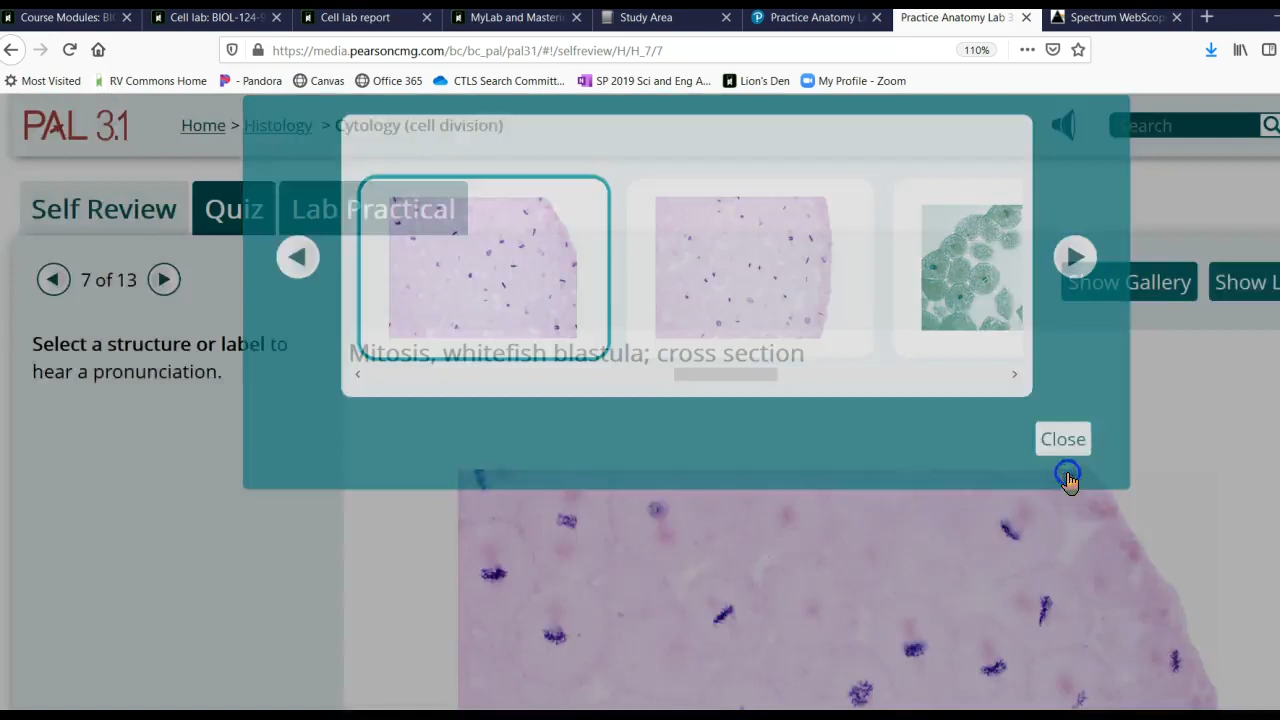 Course Modules: BI
Cell lab: BIOL-124-9
Cell lab report
MyLab and Masteri
Study Area
Practice Anatomy L
Practice Anatomy Lab 3
Spectrum WebScop
https://media.pearsoncmg.com/bc/bc_pal/pal31/#!/selfreview/H/H_7/7
110%
Most Visited
RV Commons Home
- Pandora
Canvas
Office 365
CTLS Search Committ...
SP 2019 Sci and Eng A...
Lion's Den
My Profile - Zoom
PAL 3.1
Home > Histology > Cytology (cell division)
Search
Self Review
Quiz
Lab Practical
7 of 13
Show Gallery
Show L
Select a structure or label to
hear a pronunciation.
Mitosis, whitefish blastula; cross section
Close